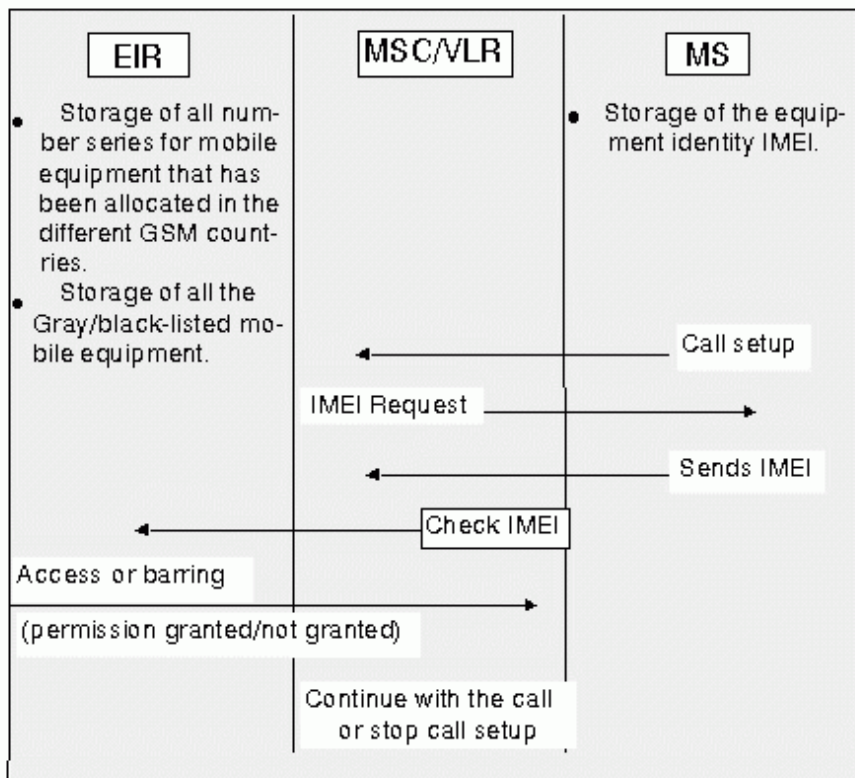 EIR
MSC/VLR
MS
• Storage of all num-
ber series for mobile
equipment that has
been allocated in the
different GSM count-
ries.
• Storage of all the
Gray/black-listed mo-
bile equipment.
• Storage of the equip-
ment identity IMEI.
Call setup
IMEI Request
Sends IMEI
Check IMEI
Access or barring
(permission granted/not granted)
Continue with the call
or stop call setup